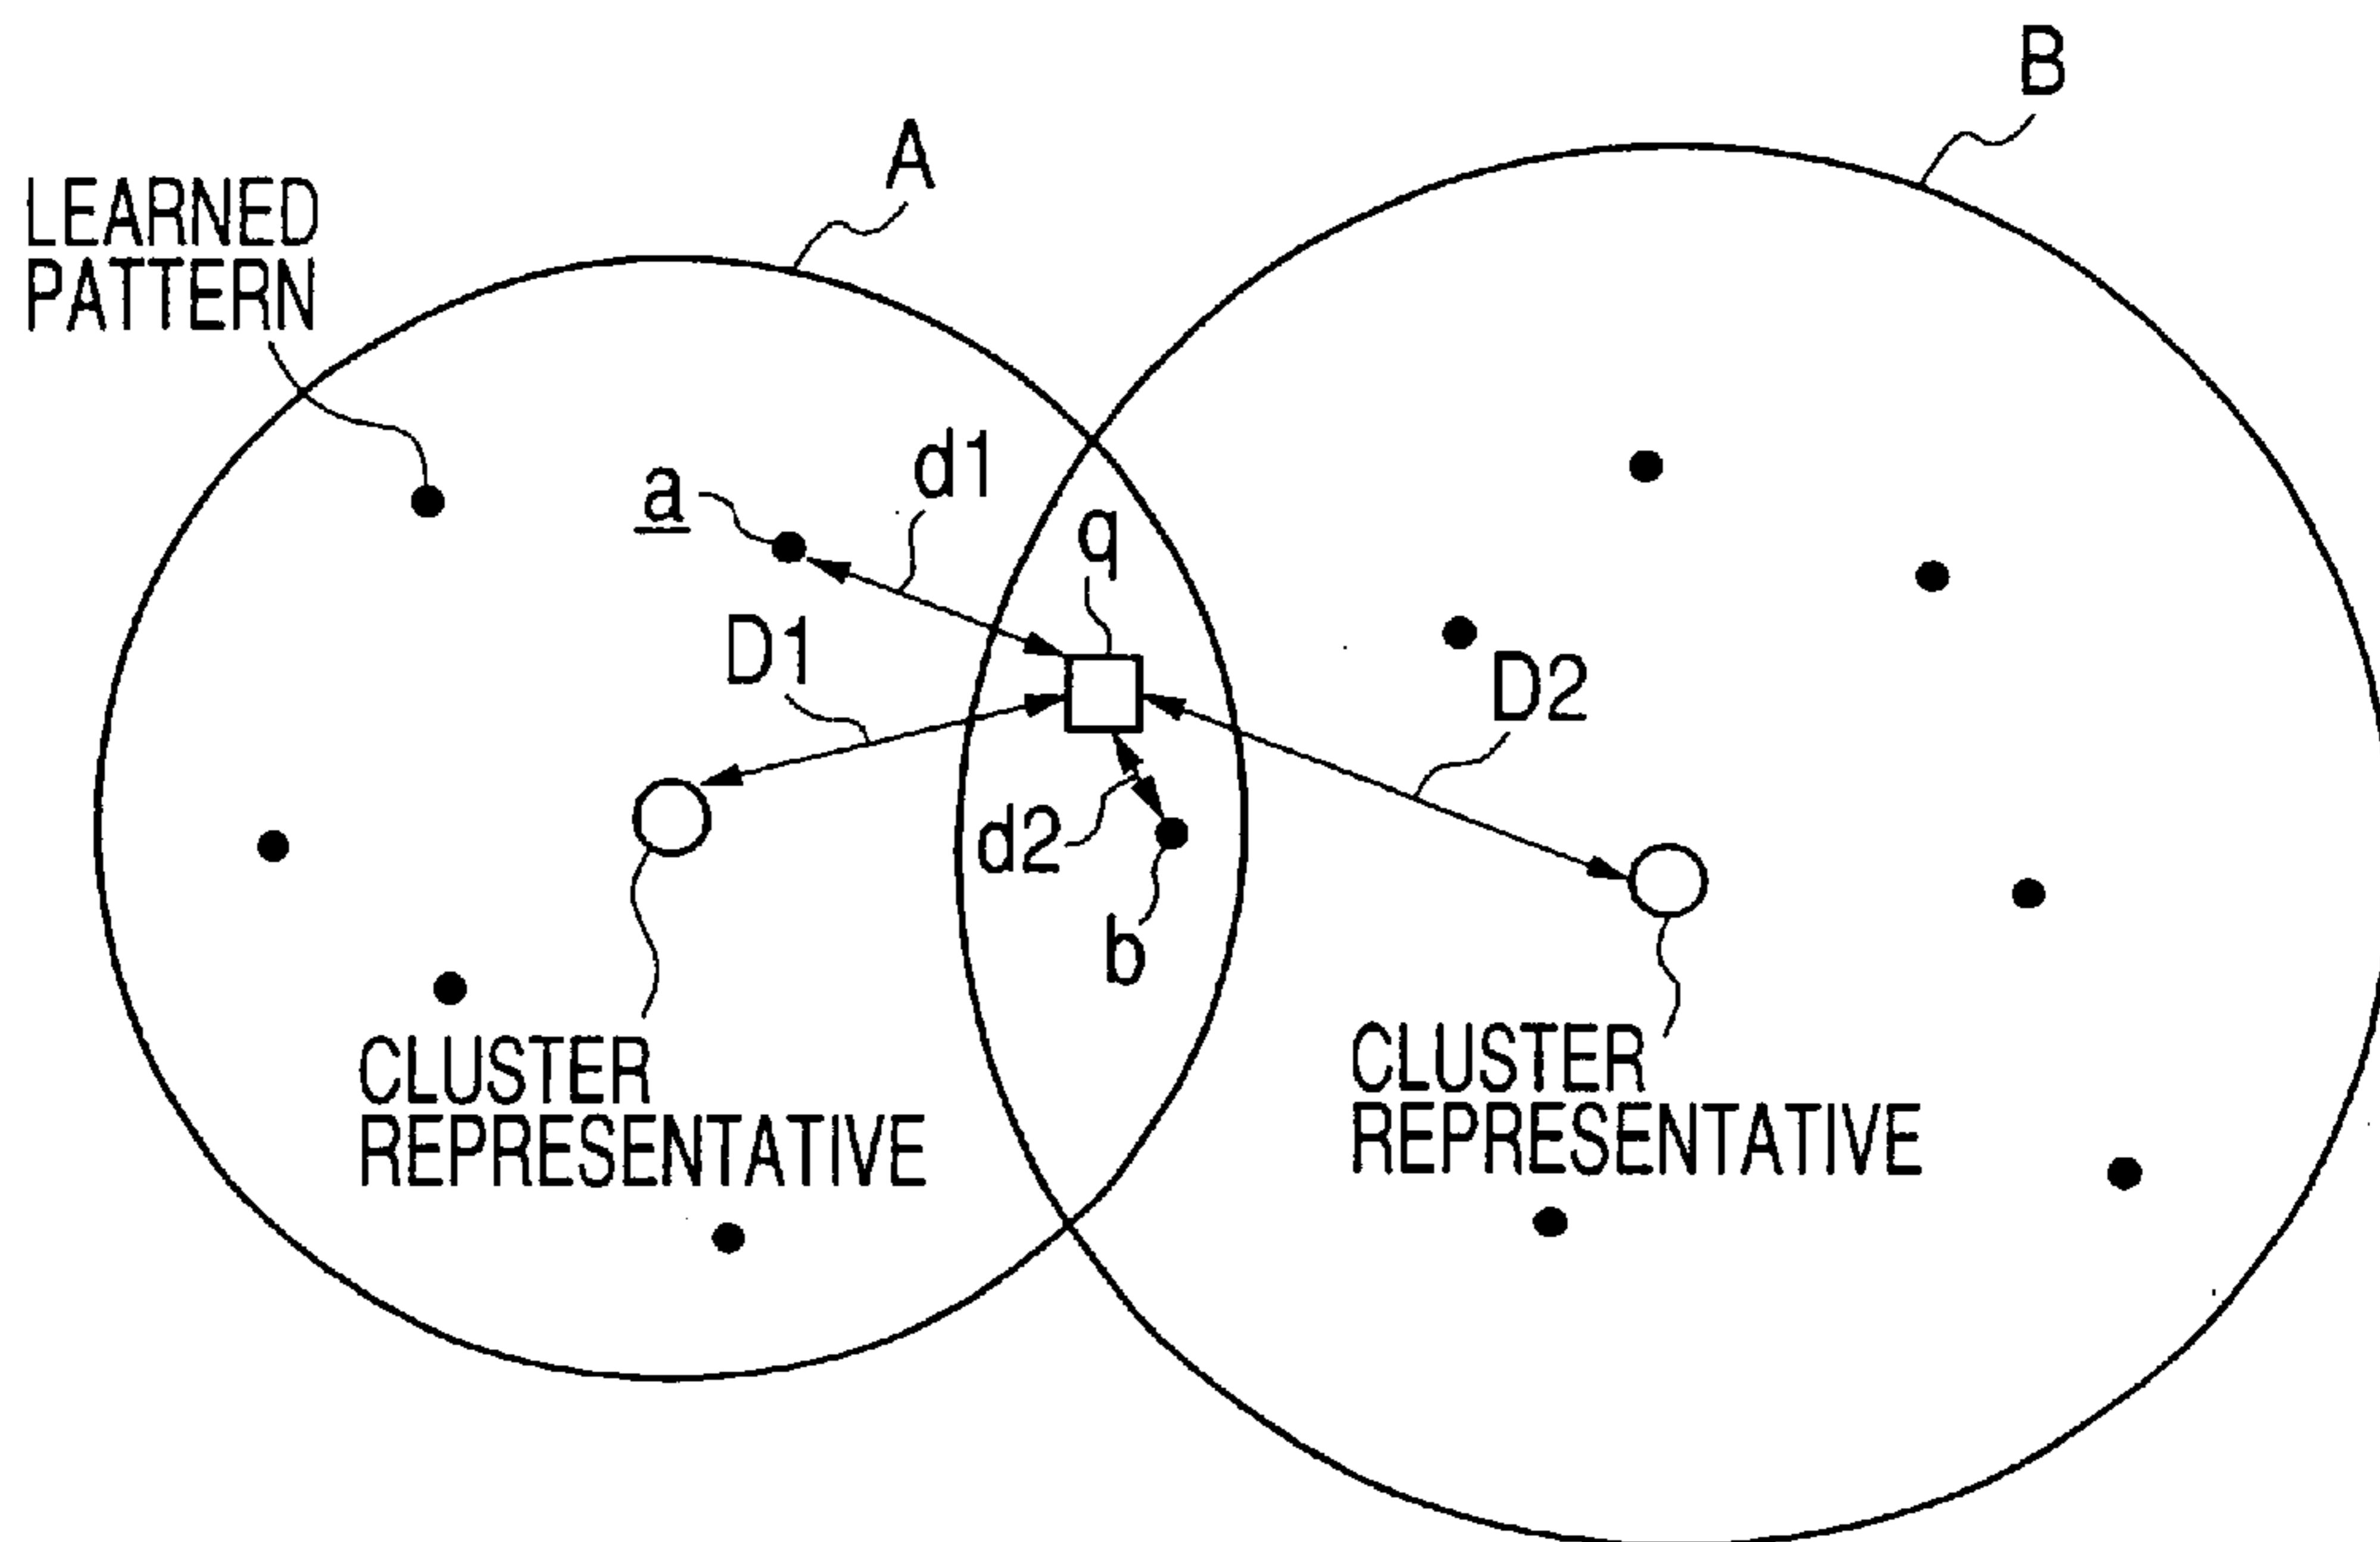 B
A
LEARNED
PATTERN
d1
a
q
D1
D2
d2
b
CLUSTER
REPRESENTATIVE
CLUSTER
REPRESENTATIVE